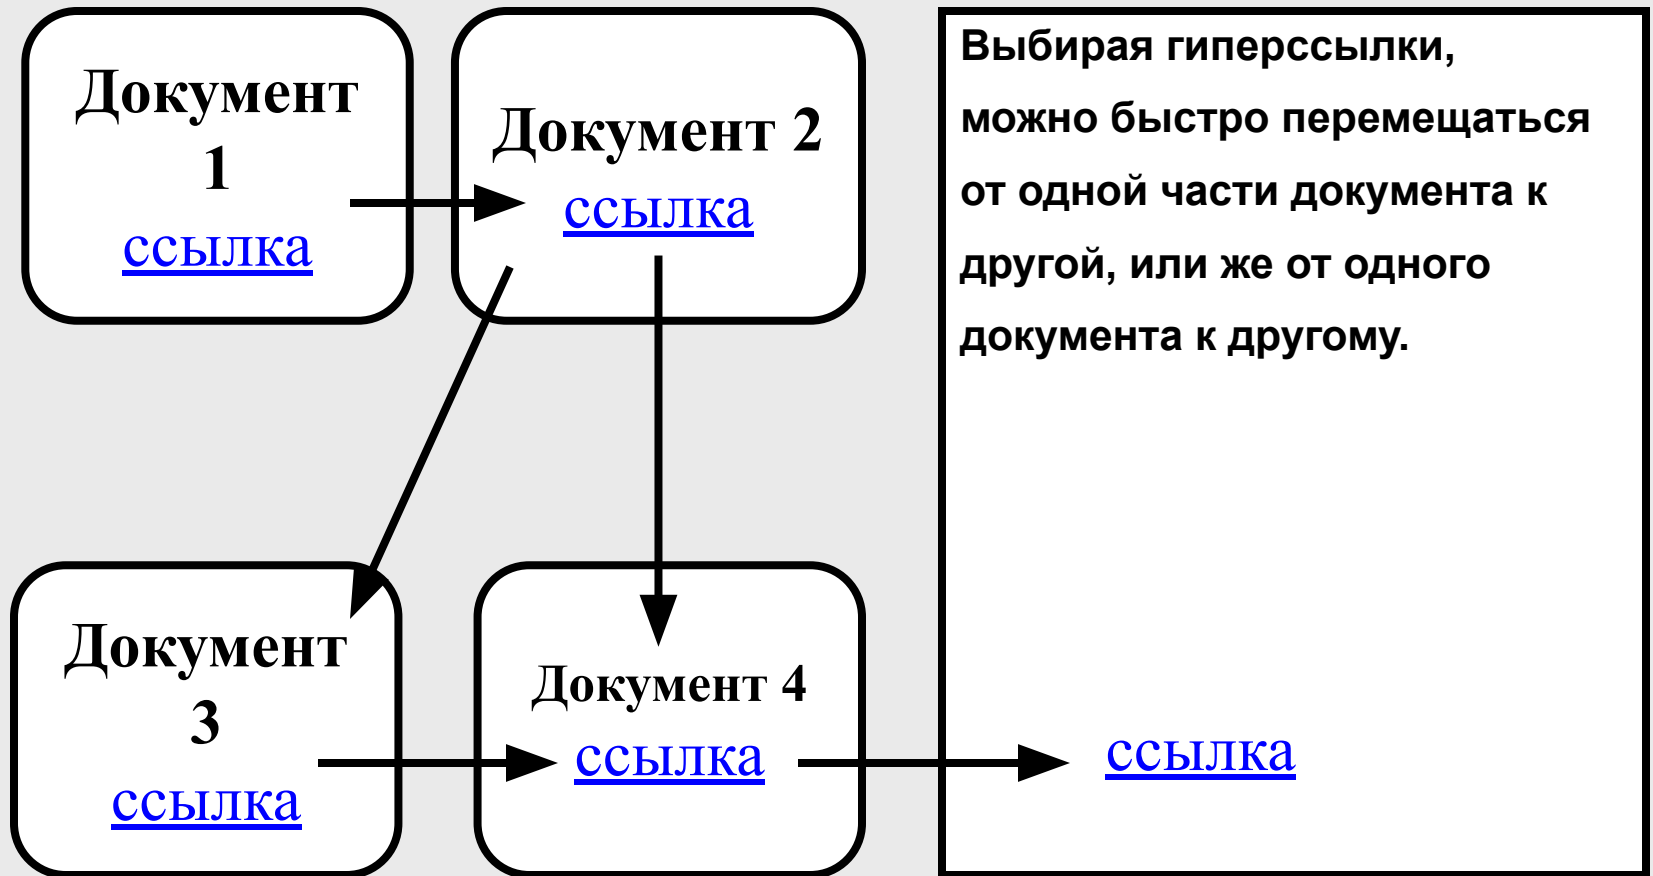 Документ
1
ссылка
Документ 2
ссылка
Выбирая гиперссылки,
можно быстро перемещаться
от одной части документа к
другой, или же от одного
документа к другому.
Документ
3
ссылка
Документ 4
ссылка
ссылка